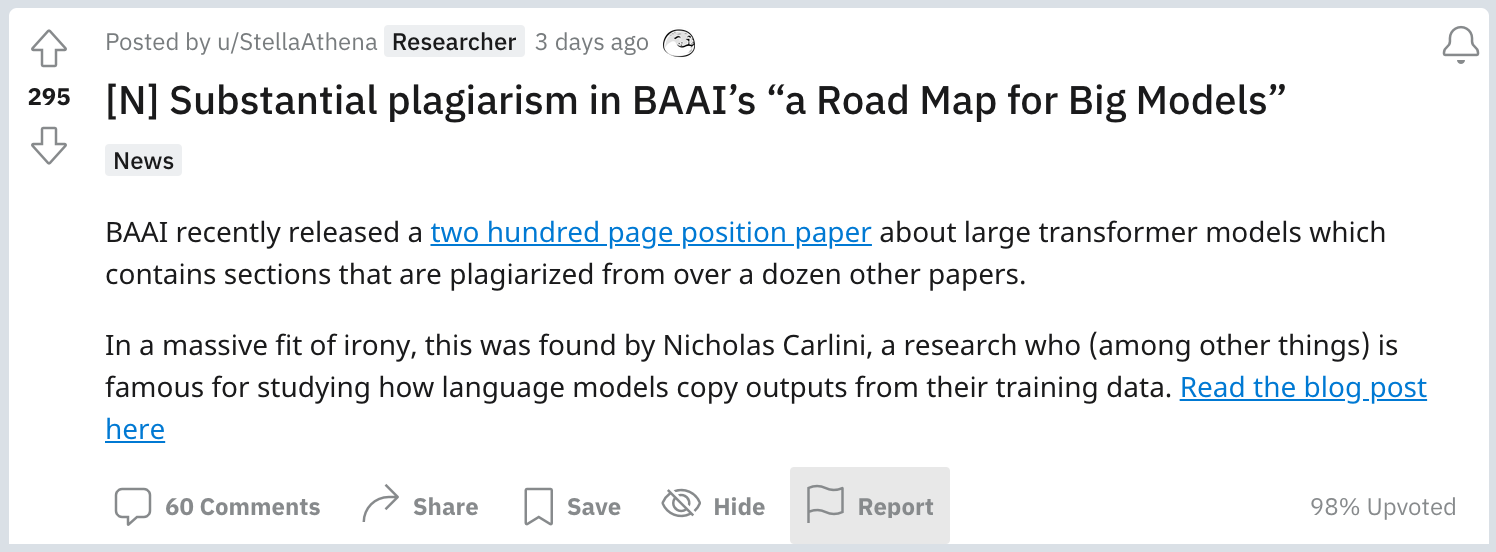 Posted by u/StellaAthena Researcher 3 days ago
295
[N] Substantial plagiarism in BAAI’s “a Road Map for Big Models”
News
BAAI recently released a two hundred page position paper about large transformer models which
contains sections that are plagiarized from over a dozen other papers.
In a massive fit of irony, this was found by Nicholas Carlini, a research who (among other things) is
famous for studying how language models copy outputs from their training data. Read the blog post
here
60 Comments Share Save Hide Report 98% Upvoted